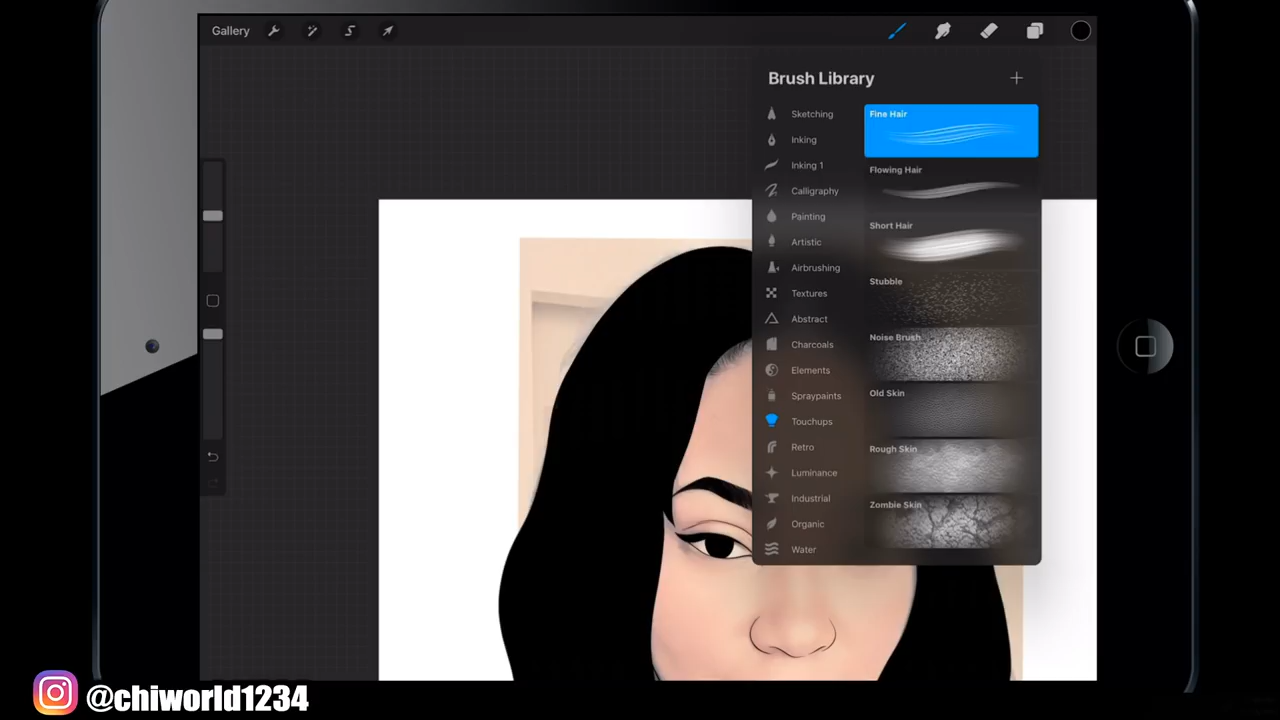 Gallery
Brush Library
Sketching
Inking
Inking 1
Calligraphy
Painting
Artistic
Airbrushing
Textures
Abstract
Charcoals
Elements
Spraypaints
Touchups
Retro
Luminance
Industrial
Organic
Water
Fine Hair
Flowing Hair
Short Hair
Stubble
Noise Brush
Old Skin
Rough Skin
Zombie Skin
@chiworld1234